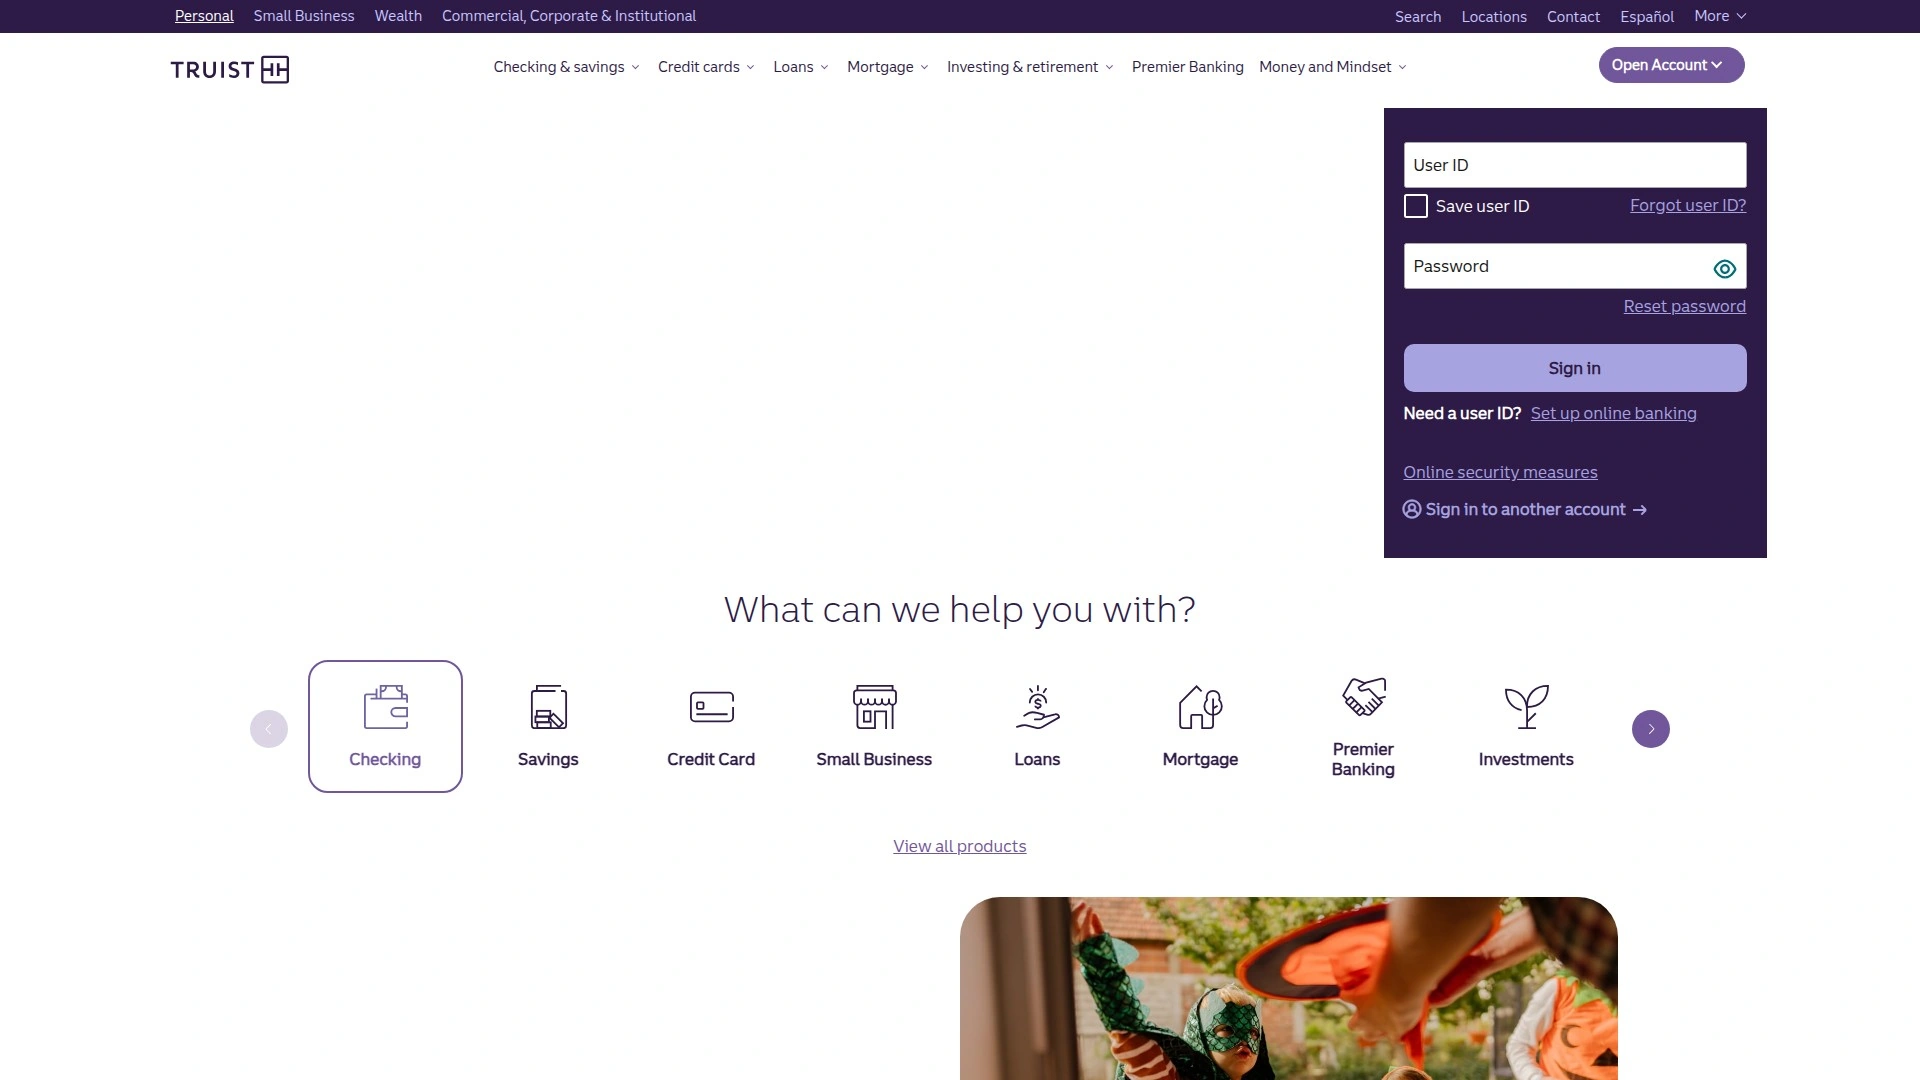 Personal
Small Business
Wealth
Commercial, Corporate & Institutional
Search
Locations
Contact
Español
More
TRUIST
Checking & savings
Credit cards
Loans
Mortgage
Investing & retirement
Premier Banking
Money and Mindset
Open Account
User ID
Save user ID
Forgot user ID?
Password
Reset password
Sign in
Need a user ID? Set up online banking
Online security measures
Sign in to another account
What can we help you with?
Checking
Savings
Credit Card
Small Business
Loans
Mortgage
Premier
Banking
Investments
View all products